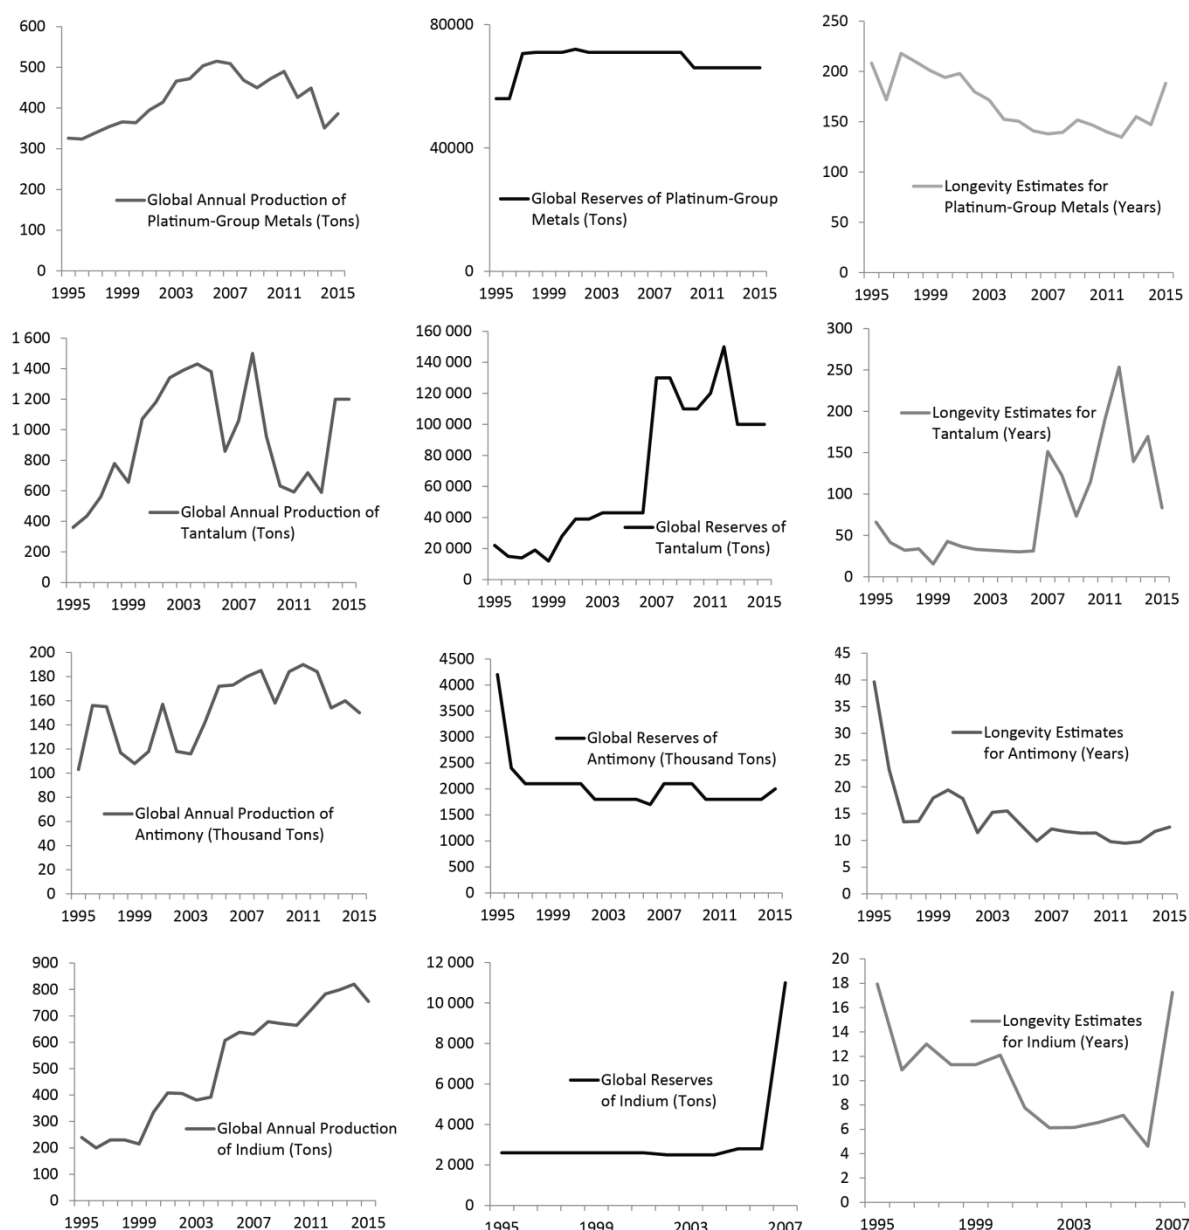 600
500
400
300
200
100
0
Global Annual Production of
Platinum-Group Metals (Tons)
1995 1999 2003 2007 2011 2015
80000
40000
0
Global Reserves of Platinum-Group
Metals (Tons)
1995 1999 2003 2007 2011 2015
250
200
150
100
50
0
Longevity Estimates for
Platinum-Group Metals (Years)
1995 1999 2003 2007 2011 2015
1 600
1 400
1 200
1 000
800
600
400
200
0
Global Annual Production of
Tantalum (Tons)
1995 1999 2003 2007 2011 2015
160 000
140 000
120 000
100 000
80 000
60 000
40 000
20 000
0
Global Reserves of
Tantalum (Tons)
1995 1999 2003 2007 2011 2015
300
250
200
150
100
50
0
Longevity Estimates for
Tantalum (Years)
1995 1999 2003 2007 2011 2015
200
180
160
140
120
100
80
60
40
20
0
Global Annual Production of
Antimony (Thousand Tons)
1995 1999 2003 2007 2011 2015
4500
4000
3500
3000
2500
2000
1500
1000
500
0
Global Reserves of
Antimony (Thousand Tons)
1995 1999 2003 2007 2011 2015
45
40
35
30
25
20
15
10
5
0
Longevity Estimates
for Antimony (Years)
1995 1999 2003 2007 2011 2015
900
800
700
600
500
400
300
200
100
0
Global Annual Production
of Indium (Tons)
1995 1999 2003 2007 2011 2015
12 000
10 000
8 000
6 000
4 000
2 000
0
Global Reserves
of Indium (Tons)
1995 1999 2003 2007
20
18
16
14
12
10
8
6
4
2
0
Longevity Estimates
for Indium (Years)
1995 1999 2003 2007